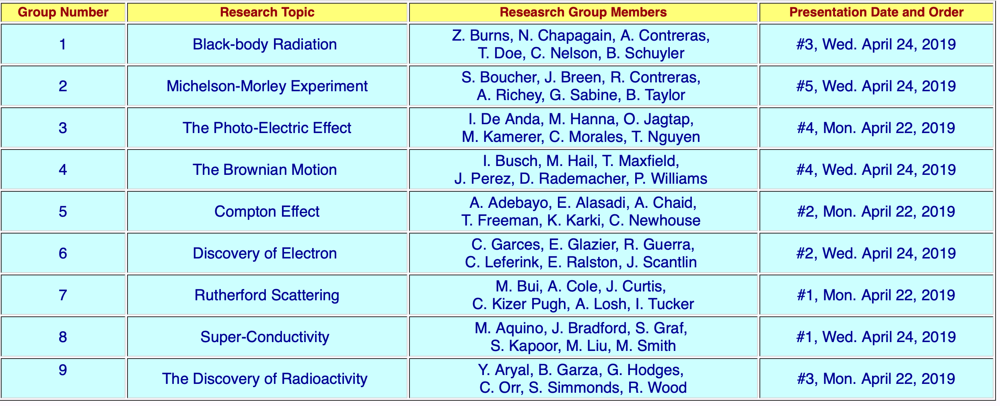 Group Number Research Topic Reseasrch Group Members Presentation Date and Order
1 Black-body Radiation Z. Burns, N. Chapagain, A. Contreras,
T. Doe, C. Nelson, B. Schuyler #3, Wed. April 24, 2019
2 Michelson-Morley Experiment S. Boucher, J. Breen, R. Contreras,
A. Richey, G. Sabine, B. Taylor #5, Wed. April 24, 2019
3 The Photo-Electric Effect I. De Anda, M. Hanna, O. Jagtap,
M. Kamerer, C. Morales, T. Nguyen #4, Mon. April 22, 2019
4 The Brownian Motion I. Busch, M. Hail, T. Maxfield,
J. Perez, D. Rademacher, P. Williams #4, Wed. April 24, 2019
5 Compton Effect A. Adebayo, E. Alasadi, A. Chaid,
T. Freeman, K. Karki, C. Newhouse #2, Mon. April 22, 2019
6 Discovery of Electron C. Garces, E. Glazier, R. Guerra,
C. Leferink, E. Ralston, J. Scantlin #2, Wed. April 24, 2019
7 Rutherford Scattering M. Bui, A. Cole, J. Curtis,
C. Kizer Pugh, A. Losh, I. Tucker #1, Mon. April 22, 2019
8 Super-Conductivity M. Aquino, J. Bradford, S. Graf,
S. Kapoor, M. Liu, M. Smith #1, Wed. April 24, 2019
9 The Discovery of Radioactivity Y. Aryal, B. Garza, G. Hodges,
C. Orr, S. Simmonds, R. Wood #3, Mon. April 22, 2019